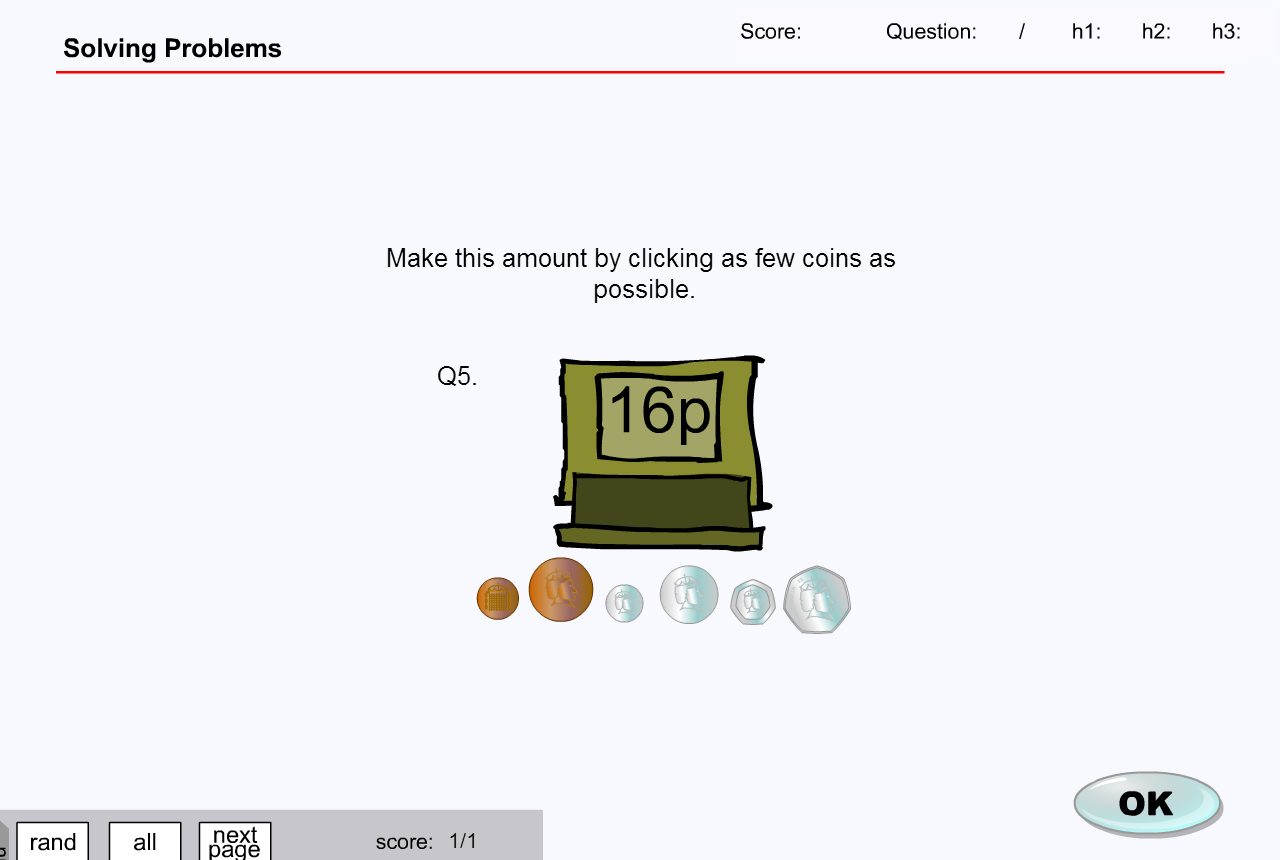 Solving Problems
Score: Question: / h1: h2: h3:
Make this amount by clicking as few coins as
possible.
Q5.
16p
OK
rand all next page score: 1/1